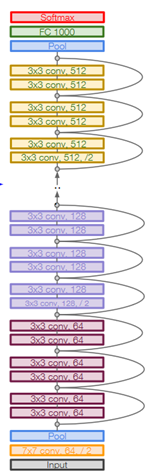 Softmax
FC 1000
Pool
3x3 conv, 512
3x3 conv, 512
3x3 conv, 512
3x3 conv, 512
3x3 conv, 512
3x3 conv, 512, /2
..
3x3 conv, 128
3x3 conv, 128
3x3 conv, 128
3x3 conv, 128
3x3 conv, 128
3x3 conv, 128, / 2
3x3 conv, 64
3x3 conv, 64
3x3 conv, 64
3x3 conv, 64
3x3 conv, 64
3x3 conv, 64
Pool
7x7 conv, 64, / 2
Input